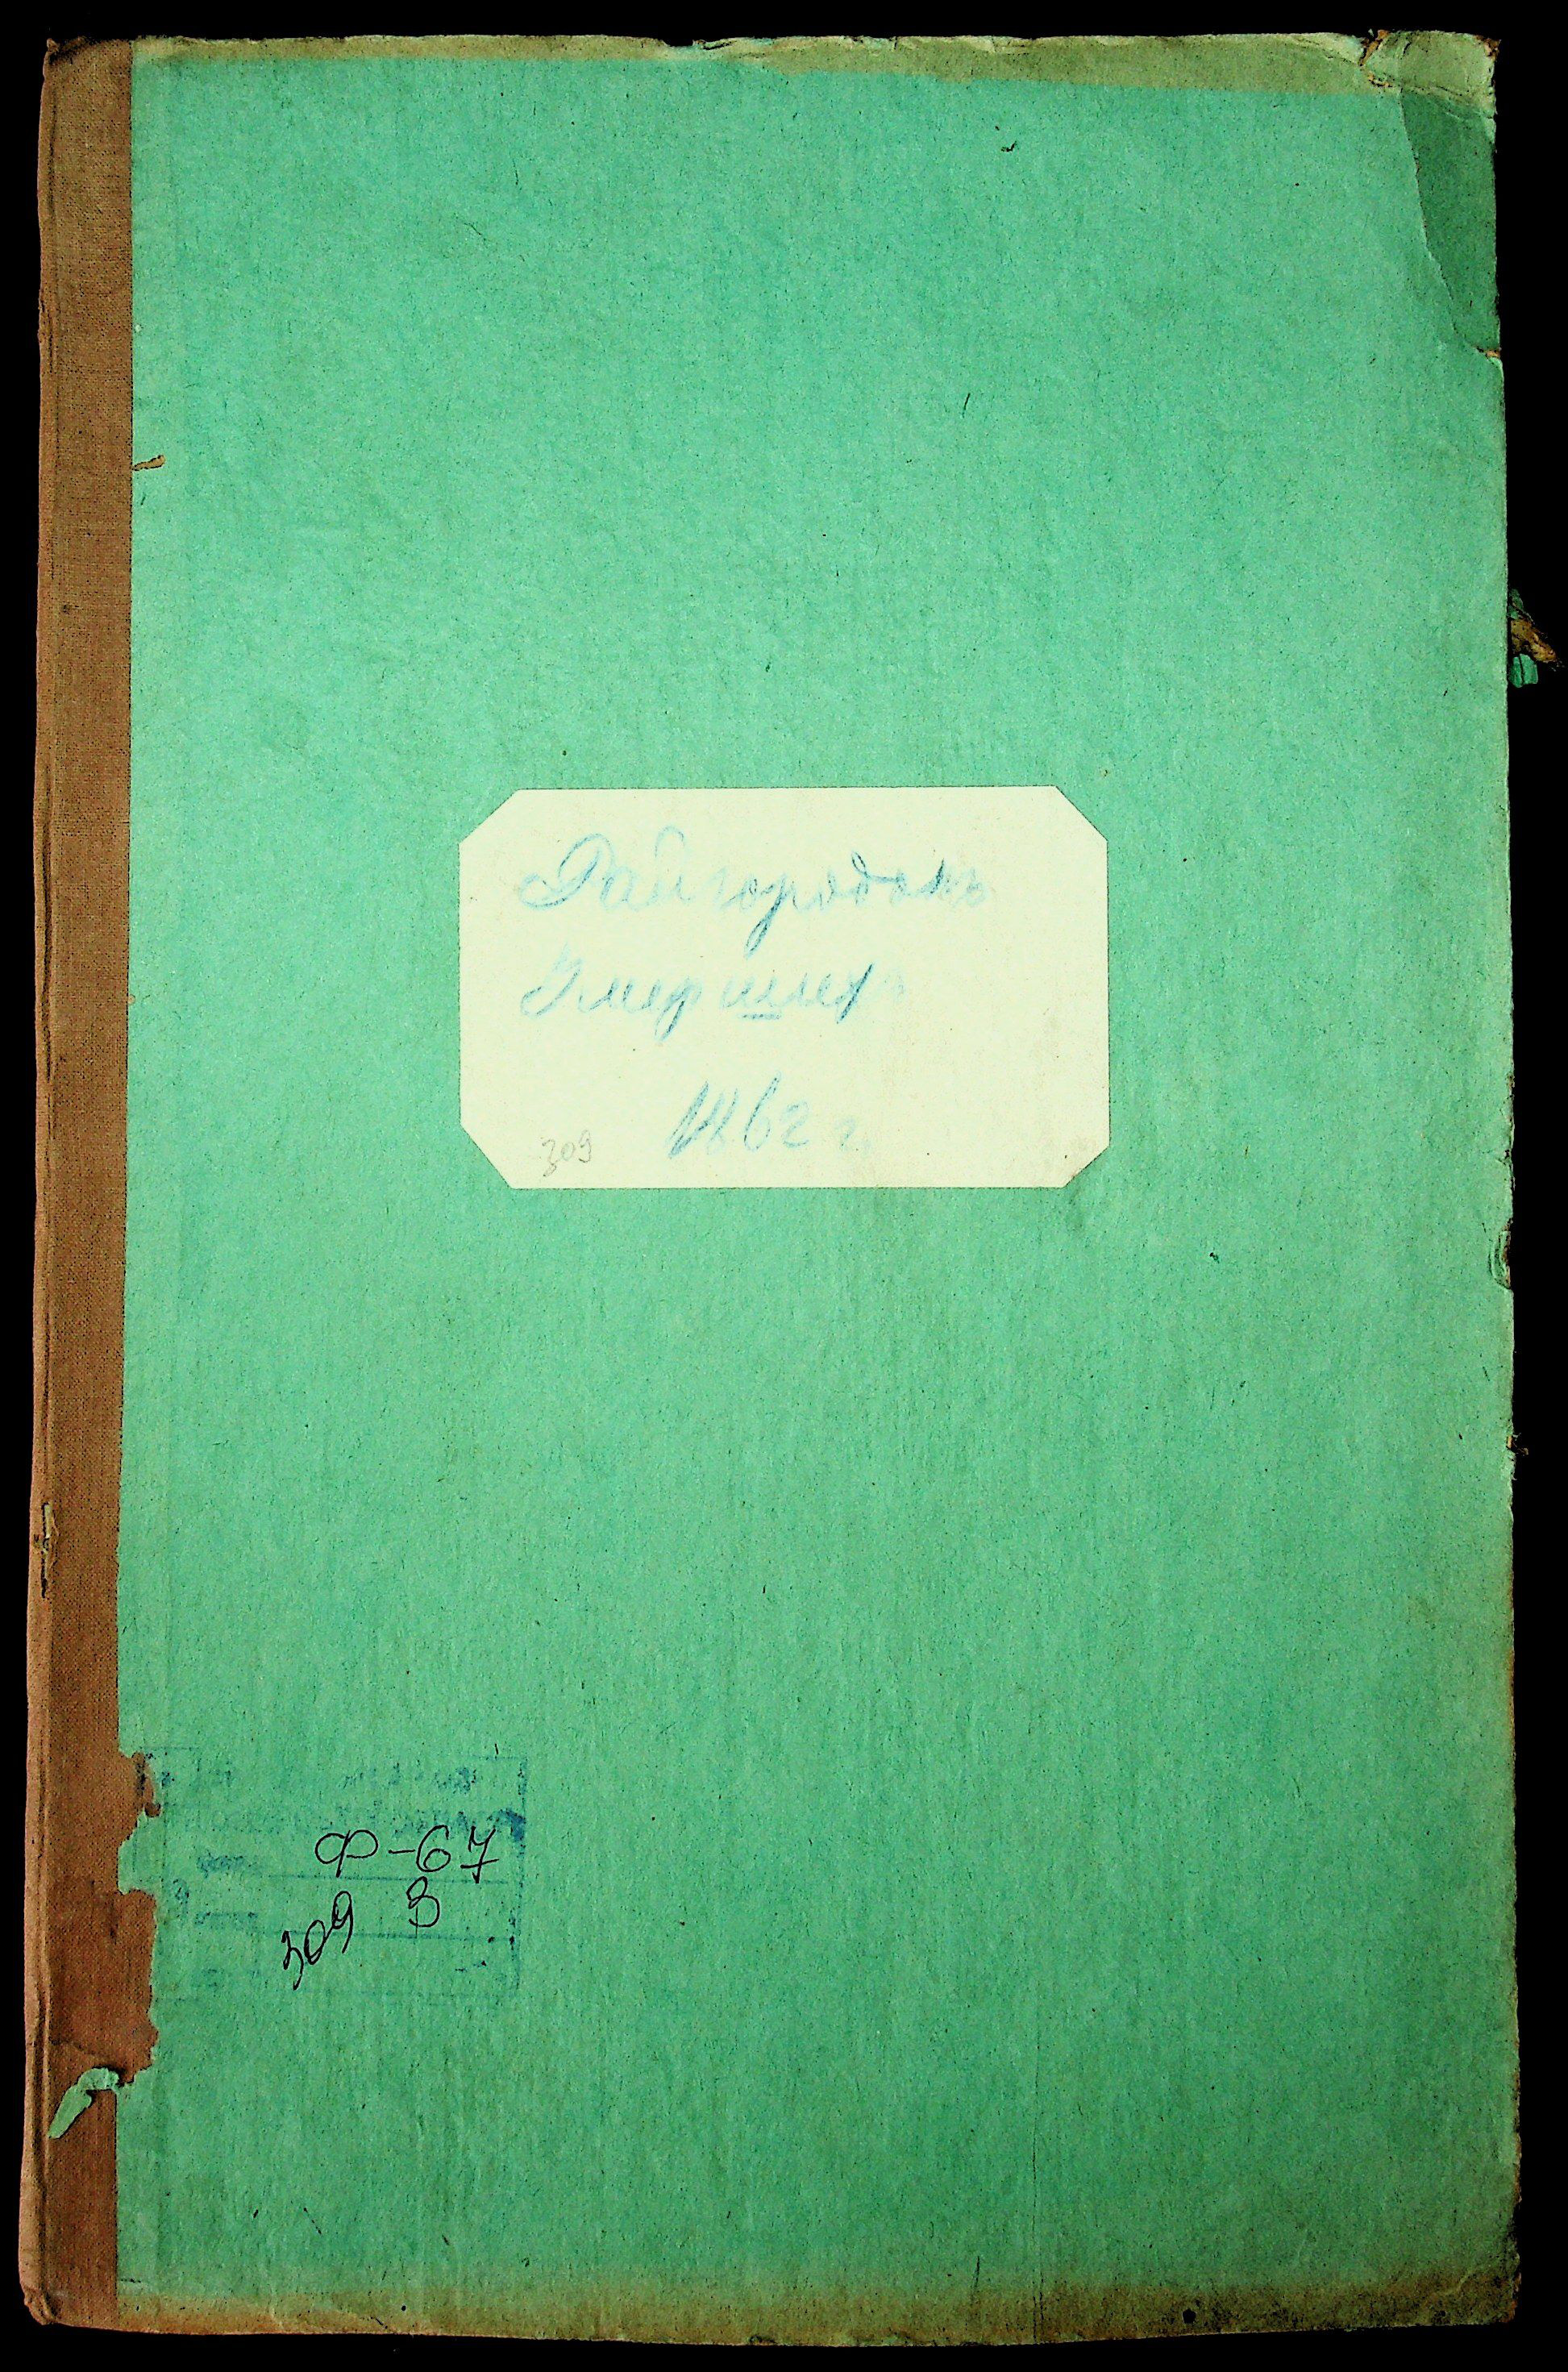 Райгородокъ
Умершихъ
1862 г.
309
Ф-67
3
309